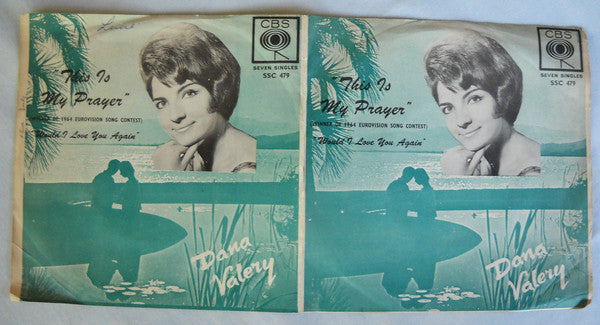 Love
CBS
SEVEN SINGLES
SSC 479
"This Is
My Prayer"
(WINNER OF 1964 EUROVISION SONG CONTEST)
"Would I Love You Again"
Dana
Valery
CBS
SEVEN SINGLES
SSC 479
"This Is
My Prayer"
(WINNER OF 1964 EUROVISION SONG CONTEST)
"Would I Love You Again"
Dana
Valery